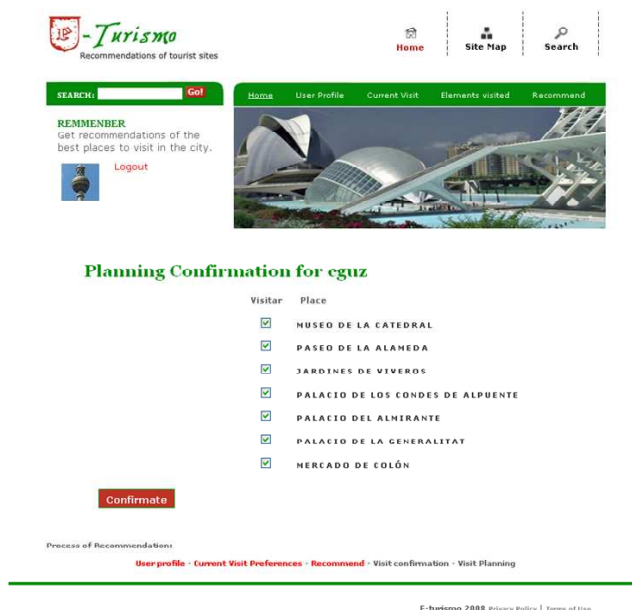 -Turismo
Recommendations of tourist sites
Home
Site Map
Search
SEARCH: Go!
Home User Profile Current Visit Elements visited Recommend
REMMENBER
Get recommendations of the
best places to visit in the city.
Logout
Planning Confirmation for eguz
Visitar Place
MUSEO DE LA CATEDRAL
PASEO DE LA ALAMEDA
JARDINES DE VIVEROS
PALACIO DE LOS CONDES DE ALPUENTE
PALACIO DEL ALMIRANTE
PALACIO DE LA GENERALITAT
MERCADO DE COLÓN
Confirmate
Process of Recommendation:
User profile - Current Visit Preferences - Recommend - Visit confirmation - Visit Planning
E-turismo 2008 Privacy Policy | Terms of Use